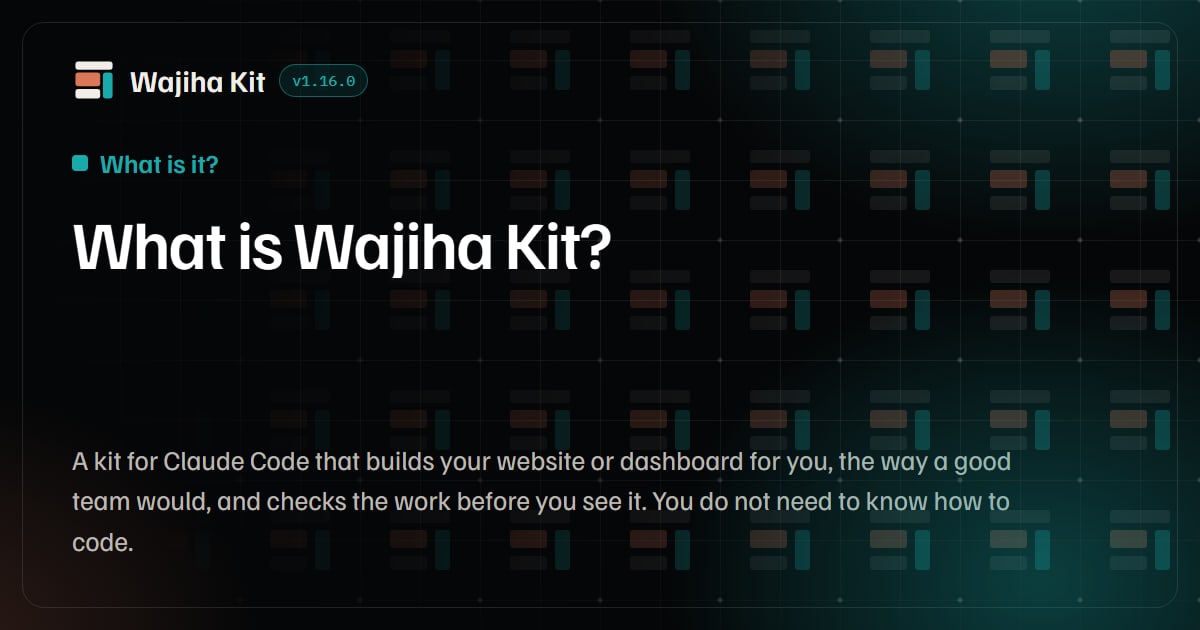 Wajiha Kit v1.16.0
What is it?
What is Wajiha Kit?
A kit for Claude Code that builds your website or dashboard for you, the way a good
team would, and checks the work before you see it. You do not need to know how to
code.